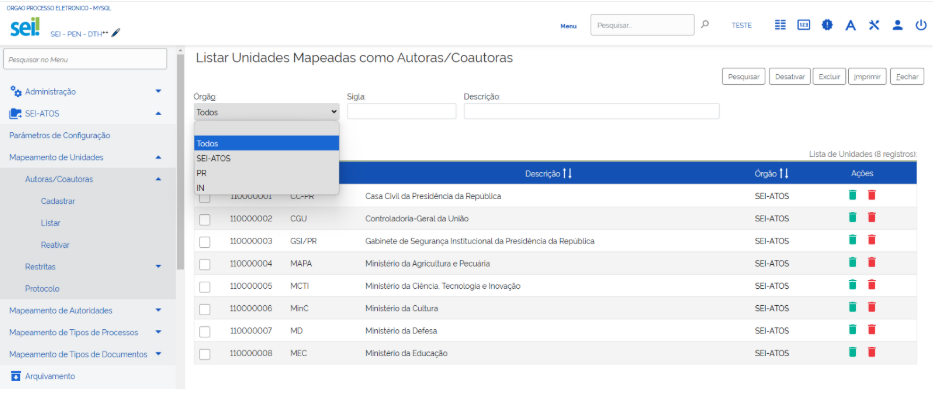 ORGAO PROCESSO ELETRONICO - MYSQL
sei!
SEI - PEN - OTH**
Menu
Pesquisar...
TESTE
Pesquisar no Menu
Administração
SEI-ATOS
Parâmetros de Configuração
Mapeamento de Unidades
Autoras/Coautoras
Cadastrar
Listar
Reativar
Restritas
Protocolo
Mapeamento de Autoridades
Mapeamento de Tipos de Processos
Mapeamento de Tipos de Documentos
Arquivamento
Listar Unidades Mapeadas como Autoras/Coautoras
Pesquisar Desativar Excluir Imprimir Fechar
Órgão Sigla Descrição
Todos
Todos
SEI-ATOS
PR
IN
Lista de Unidades (8 registros):
Descrição Órgão Ações
110000001 CC-PR Casa Civil da Presidência da República SEI-ATOS
110000002 CGU Controladoria-Geral da União SEI-ATOS
110000003 GSI/PR Gabinete de Segurança Institucional da Presidência da República SEI-ATOS
110000004 MAPA Ministério da Agricultura e Pecuária SEI-ATOS
110000005 MCTI Ministério da Ciência, Tecnologia e Inovação SEI-ATOS
110000006 MinC Ministério da Cultura SEI-ATOS
110000007 MD Ministério da Defesa SEI-ATOS
110000008 MEC Ministério da Educação SEI-ATOS